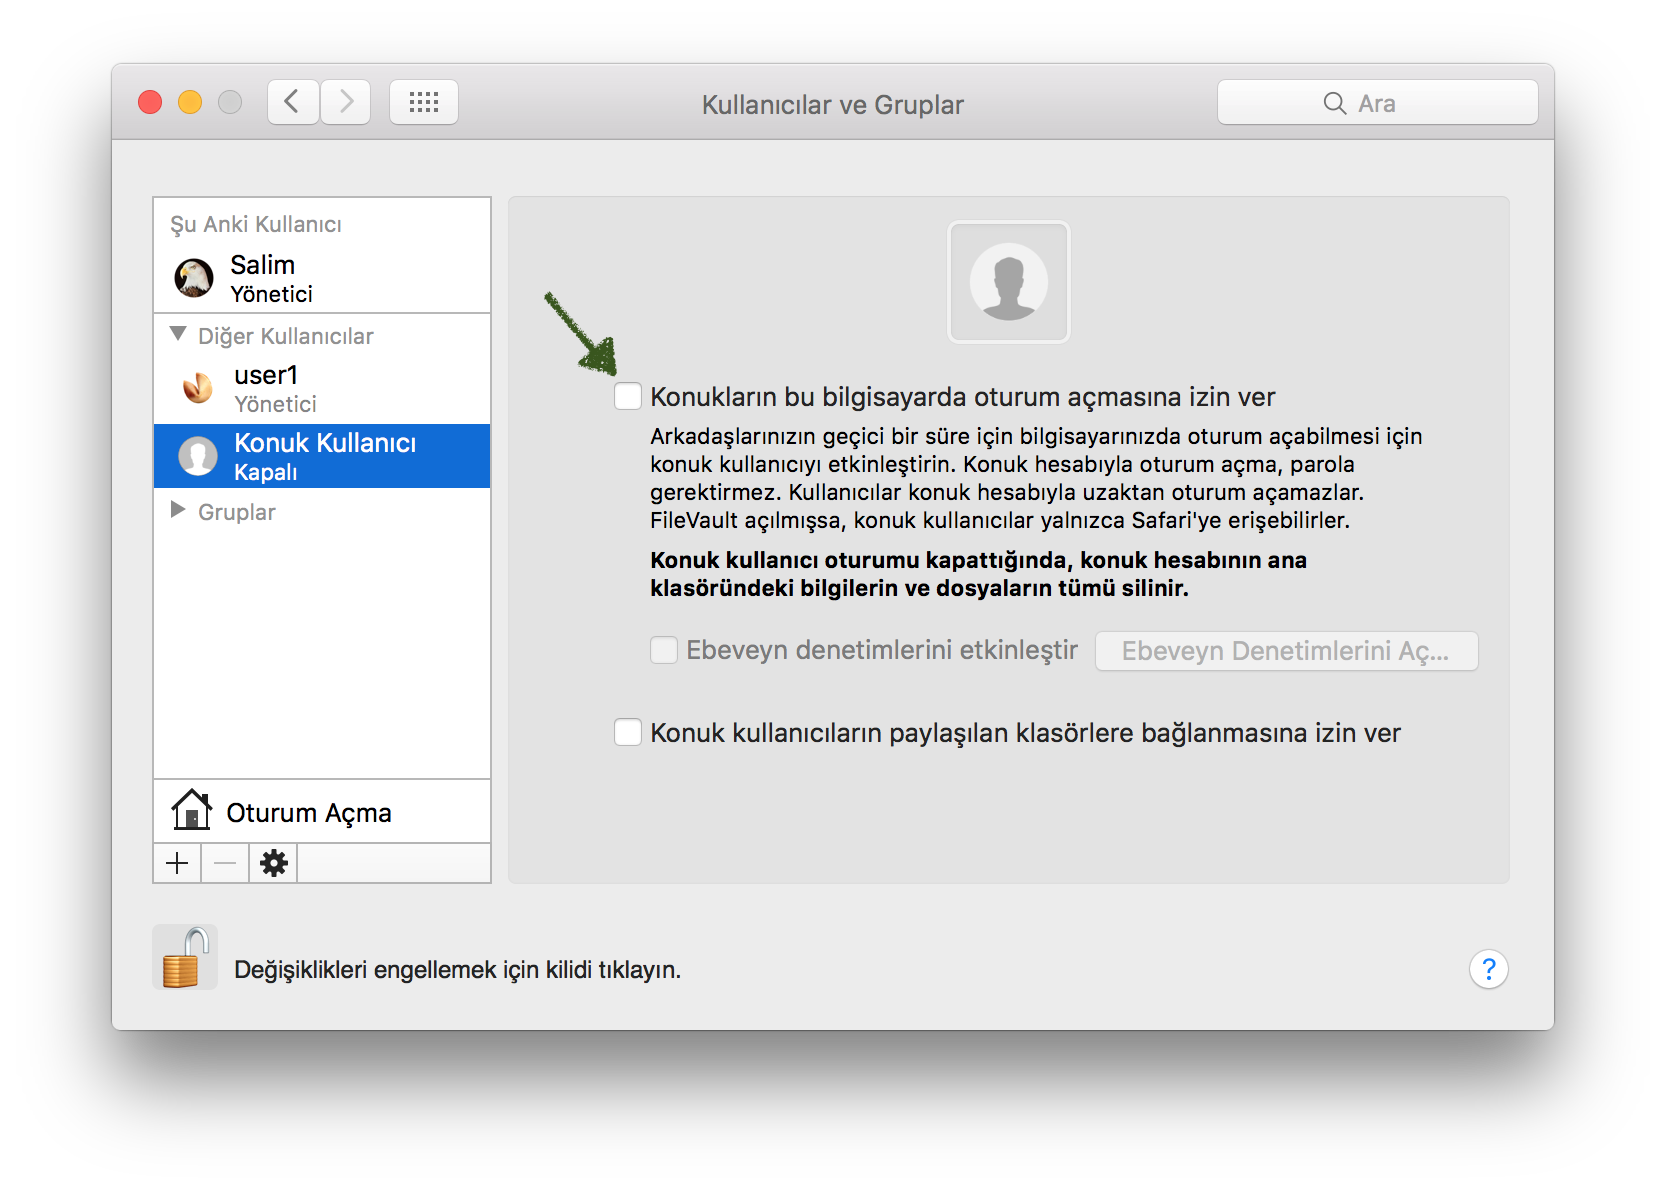 Kullanıcılar ve Gruplar
Ara
Şu Anki Kullanıcı
Salim
Yönetici
Diğer Kullanıcılar
user1
Yönetici
Konuk Kullanıcı
Kapalı
Gruplar
Oturum Açma
Konukların bu bilgisayarda oturum açmasına izin ver
Arkadaşlarınızın geçici bir süre için bilgisayarınızda oturum açabilmesi için
konuk kullanıcıyı etkinleştirin. Konuk hesabıyla oturum açma, parola
gerektirmez. Kullanıcılar konuk hesabıyla uzaktan oturum açamazlar.
FileVault açılmışsa, konuk kullanıcılar yalnızca Safari'ye erişebilirler.
Konuk kullanıcı oturumu kapattığında, konuk hesabının ana
klasöründeki bilgilerin ve dosyaların tümü silinir.
Ebeveyn denetimlerini etkinleştir
Ebeveyn Denetimlerini Aç...
Konuk kullanıcıların paylaşılan klasörlere bağlanmasına izin ver
Değişiklikleri engellemek için kilidi tıklayın.
?